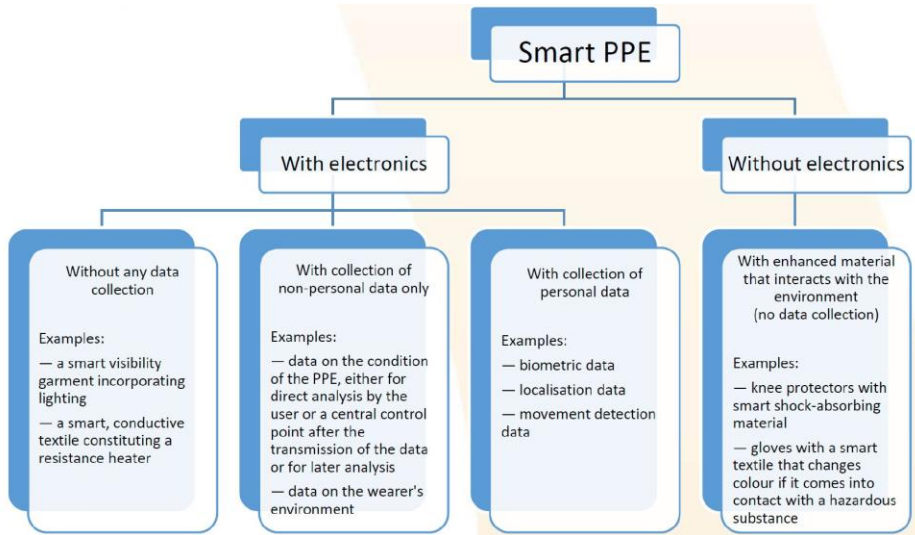 Smart PPE
With electronics
Without electronics
Without any data
collection
Examples:
— a smart visibility
garment incorporating
lighting
— a smart, conductive
textile constituting a
resistance heater
With collection of
non-personal data only
Examples:
— data on the condition
of the PPE, either for
direct analysis by the
user or a central control
point after the
transmission of the data
or for later analysis
— data on the wearer's
environment
With collection of
personal data
Examples:
— biometric data
— localisation data
— movement detection
data
With enhanced material
that interacts with the
environment
(no data collection)
Examples:
— knee protectors with
smart shock-absorbing
material
— gloves with a smart
textile that changes
colour if it comes into
contact with a hazardous
substance